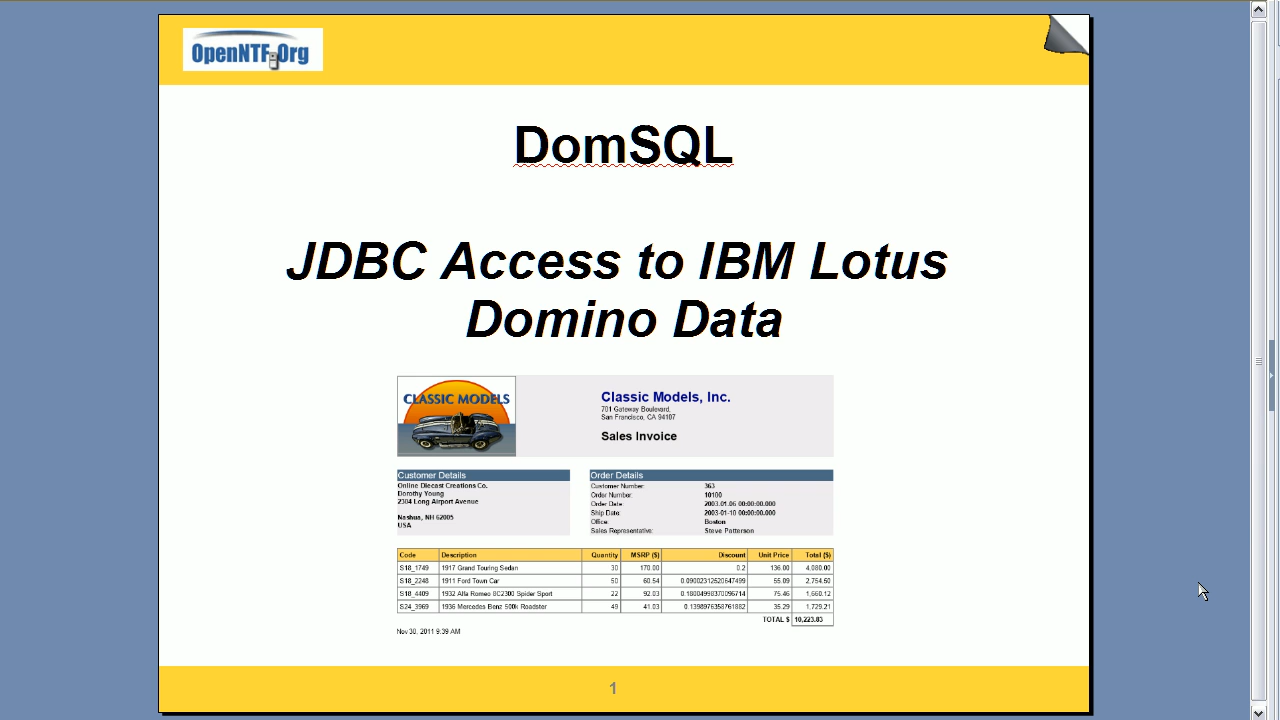 OpenNTF.Org
DomSQL
JDBC Access to IBM Lotus
Domino Data
CLASSIC MODELS
Classic Models, Inc.
701 Gateway Boulevard,
San Francisco, CA 94107
Sales Invoice
Customer Details
Online Diecast Creations Co.
Dorothy Young
2304 Long Airport Avenue
Nashua, NH 62005
USA
Order Details
Customer Number: 363
Order Number: 10100
Order Date: 2003.01.06 00:00:00.000
Ship Date: 2003-01-10 00:00:00.000
Office: Boston
Sales Representative: Steve Patterson
Code Description Quantity MSRP ($) Discount Unit Price Total ($)
S18_1749 1917 Grand Touring Sedan 30 170.00 0.2 136.00 4,080.00
S18_2248 1911 Ford Town Car 50 60.54 0.09002312520647499 55.09 2,754.50
S18_4409 1932 Alfa Romeo 8C2300 Spider Sport 22 92.03 0.1800499837009671​4 75.46 1,660.12
S24_3969 1936 Mercedes Benz 500k Roadster 49 41.03 0.1398976358761882 35.29 1,729.21
TOTAL $ 10,223.83
Nov 30, 2011 9:39 AM
1